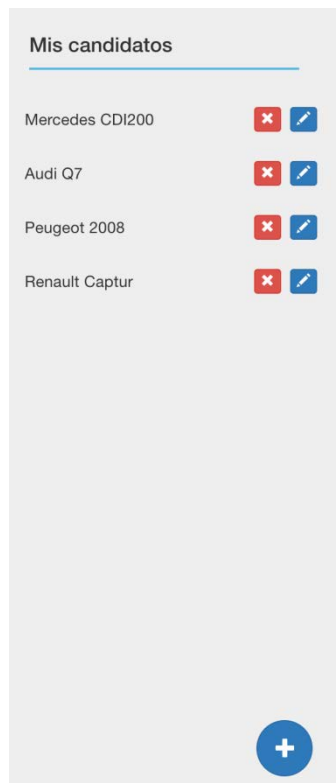 Mis candidatos
Mercedes CDI200
Audi Q7
Peugeot 2008
Renault Captur